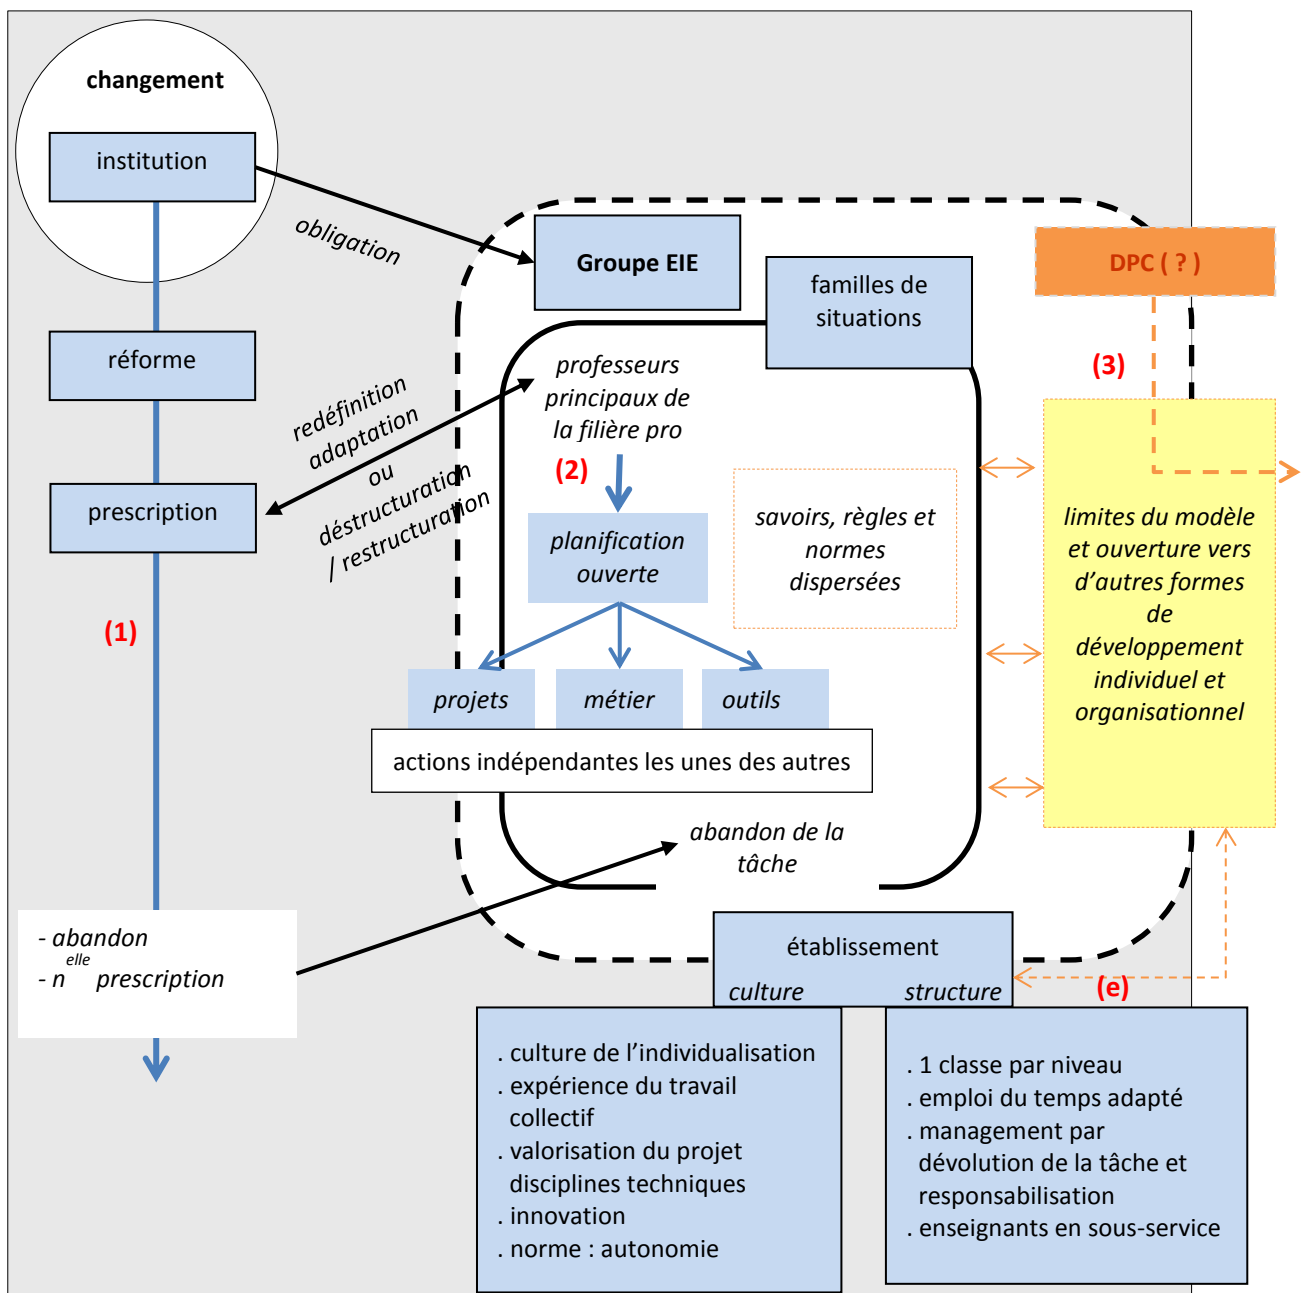 changement
institution
obligation
réforme
prescription
redéfinition
adaptation
ou
déstructuration
/ restructuration
(1)
- abandon
- n elle prescription
Groupe EIE
familles de
situations
professeurs
principaux de
la filière pro
(2)
planification
ouverte
savoirs, règles et
normes
dispersées
projets
métier
outils
actions indépendantes les unes des autres
abandon de la
tâche
DPC ( ? )
(3)
limites du modèle
et ouverture vers
d’autres formes
de
développement
individuel et
organisationnel
établissement
culture
structure
(e)
. culture de l’individualisation
. expérience du travail
collectif
. valorisation du projet
disciplines techniques
. innovation
. norme : autonomie
. 1 classe par niveau
. emploi du temps adapté
. management par
dévolution de la tâche et
responsabilisation
. enseignants en sous-service